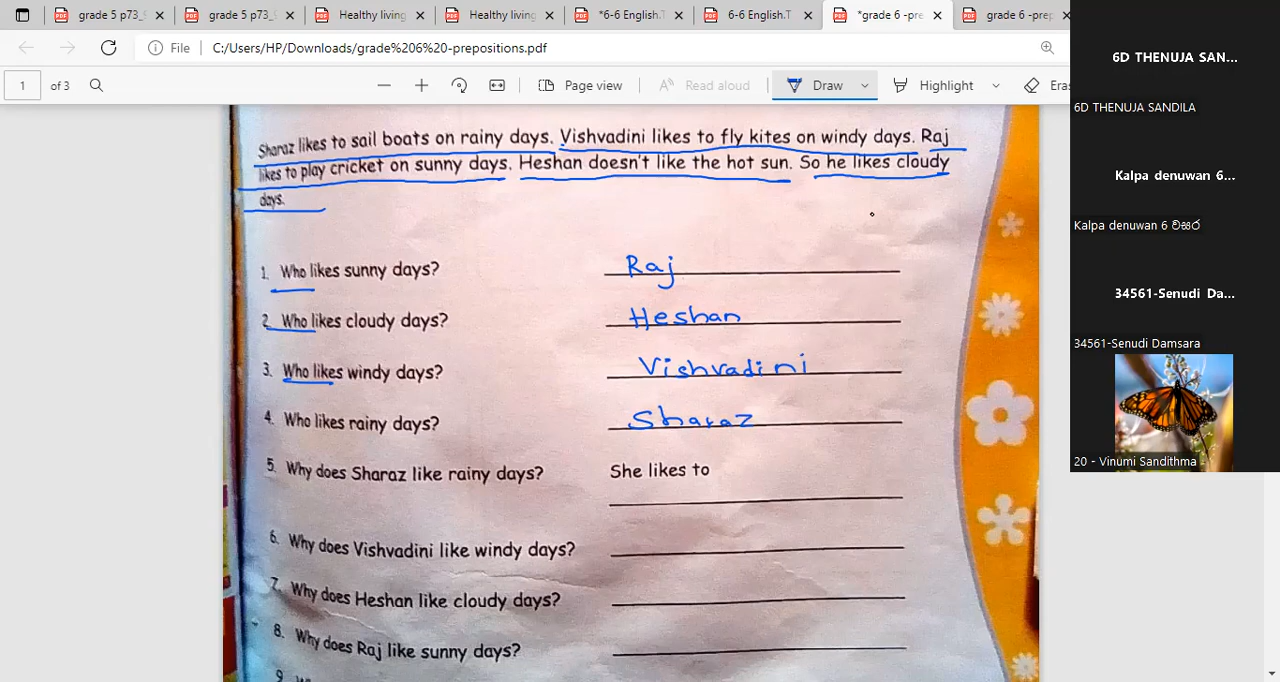 grade 5 p73_
grade 5 p73_
Healthy living
Healthy living
*6-6 English.T
6-6 English.T
*grade 6 -pre
grade 6 -prep
File
C:/Users/HP/Downloads/grade%206%20-prepositions.pdf
1 of 3
Page view
Read aloud
Draw
Highlight
Eras
Sharaz likes to sail boats on rainy days. Vishvadini likes to fly kites on windy days. Raj
likes to play cricket on sunny days. Heshan doesn't like the hot sun. So he likes cloudy
days.
1. Who likes sunny days? Raj
2. Who likes cloudy days? Heshan
3. Who likes windy days? Vishvadini
4. Who likes rainy days? Sharaz
5. Why does Sharaz like rainy days? She likes to
6. Why does Vishvadini like windy days?
7. Why does Heshan like cloudy days?
8. Why does Raj like sunny days?
9
6D THENUJA SAN...
6D THENUJA SANDILA
Kalpa denuwan 6...
Kalpa denuwan 6 විසර
34561-Senudi Da...
34561-Senudi Damsara
20 - Vinumi Sandithma